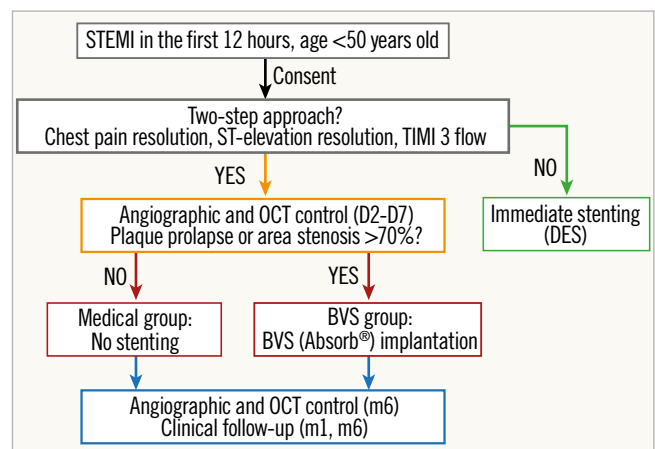 STEMI in the first 12 hours, age <50 years old
Consent
Two-step approach?
Chest pain resolution, ST-elevation resolution, TIMI 3 flow
YES
NO
Angiographic and OCT control (D2-D7)
Plaque prolapse or area stenosis >70%?
Immediate stenting
(DES)
NO
YES
Medical group:
No stenting
BVS group:
BVS (Absorb®) implantation
Angiographic and OCT control (m6)
Clinical follow-up (m1, m6)